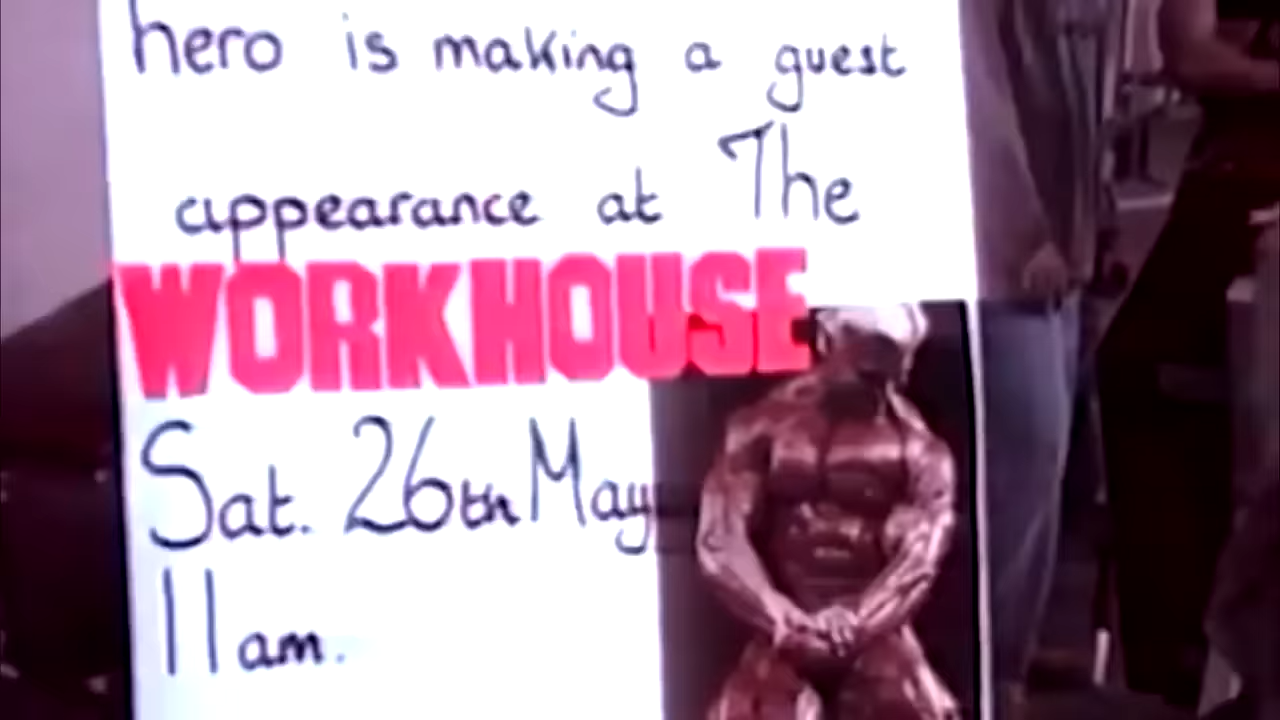 hero is making a guest
appearance at The
WORKHOUSE
Sat. 26th May
11am.